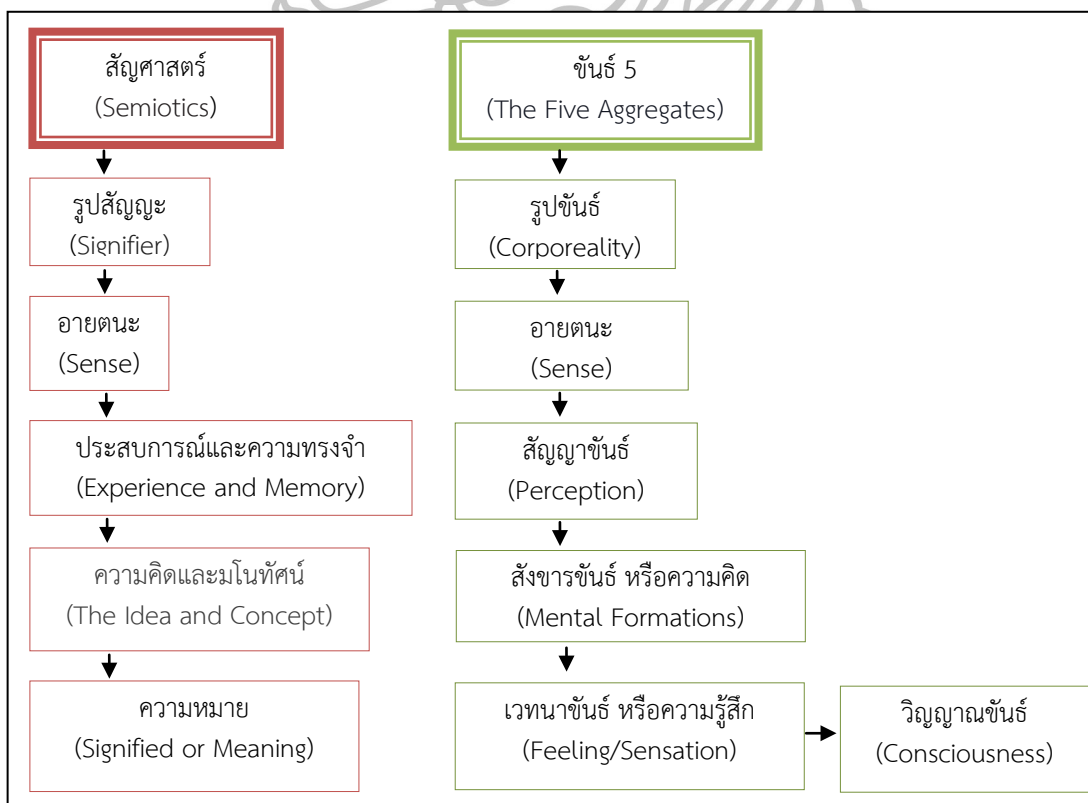 สัญศาสตร์
(Semiotics)
รูปสัญญะ
(Signifier)
อายตนะ
(Sense)
ประสบการณ์และความทรงจำ
(Experience and Memory)
ความคิดและมโนทัศน์
(The Idea and Concept)
ความหมาย
(Signified or Meaning)
ขันธ์ 5
(The Five Aggregates)
รูปขันธ์
(Corporeality)
อายตนะ
(Sense)
สัญญาขันธ์
(Perception)
สังขารขันธ์ หรือความคิด
(Mental Formations)
เวทนาขันธ์ หรือความรู้สึก
(Feeling/Sensation)
วิญญาณขันธ์
(Consciousness)